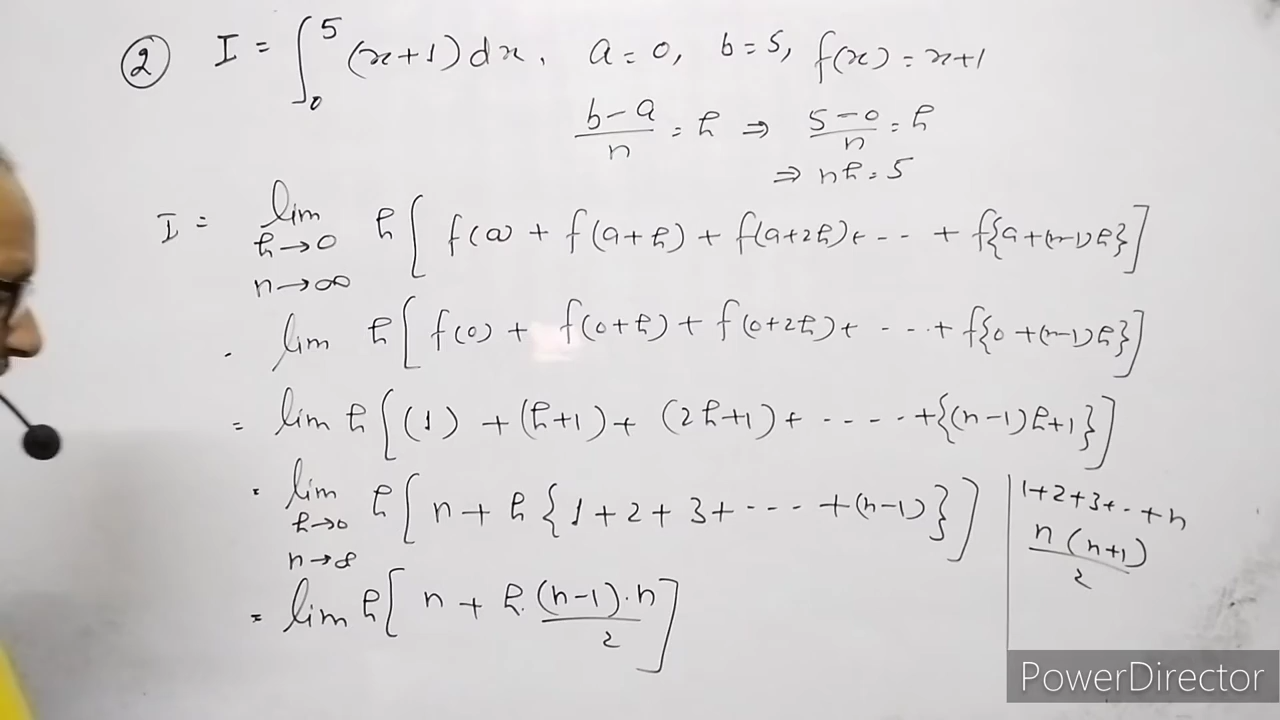 ② I = ∫₀⁵ (x+1) dx, a = 0, b = 5, f(x) = x+1
(b-a)/n = h ⇒ (5-0)/n = h
⇒ nh = 5
I = lim h→0 n→∞ h[f(a) + f(a+h) + f(a+2h) + -- + f{a+(n-1)h}]
= lim h[f(0) + f(0+h) + f(0+2h) + - -- + f{0+(n-1)h}]
= lim h[(1) + (h+1) + (2h+1) + - - - - + {(n-1)h+1}]
= lim h→0 n→∞ h[n + h{1+2+3+ - - - +(n-1)}]
1+2+3+--+n
n(n+1)/2
= lim h[n + h.(n-1).n/2]
PowerDirector